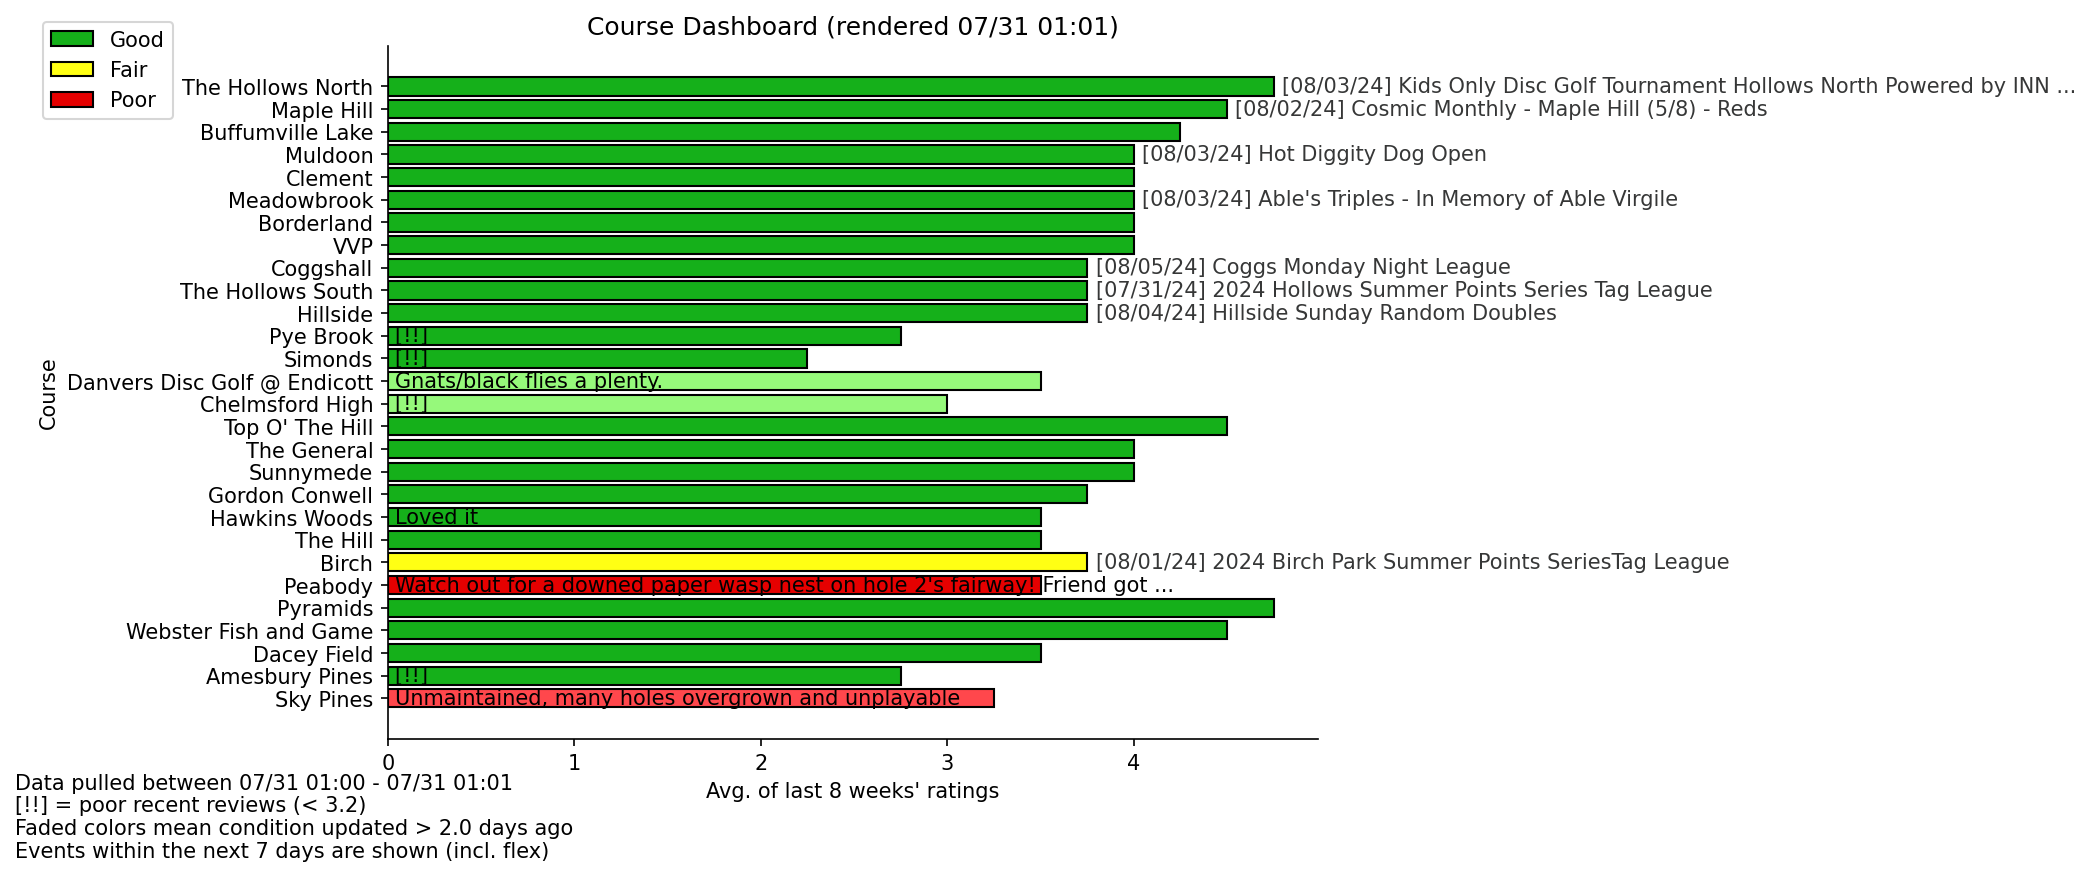 Course Dashboard (rendered 07/31 01:01)
Good
Fair
Poor
The Hollows North [08/03/24] Kids Only Disc Golf Tournament Hollows North Powered by INN ...
Maple Hill [08/02/24] Cosmic Monthly - Maple Hill (5/8) - Reds
Buffumville Lake
Muldoon [08/03/24] Hot Diggity Dog Open
Clement
Meadowbrook [08/03/24] Able's Triples - In Memory of Able Virgile
Borderland
VVP
Coggshall [08/05/24] Coggs Monday Night League
The Hollows South [07/31/24] 2024 Hollows Summer Points Series Tag League
Hillside [08/04/24] Hillside Sunday Random Doubles
Pye Brook [!!]
Simonds [!!]
Danvers Disc Golf @ Endicott Gnats/black flies a plenty.
Chelmsford High [!!]
Top O' The Hill
The General
Sunnymede
Gordon Conwell
Hawkins Woods Loved it
The Hill
Birch [08/01/24] 2024 Birch Park Summer Points SeriesTag League
Peabody Watch out for a downed paper wasp nest on hole 2's fairway! Friend got ...
Pyramids
Webster Fish and Game
Dacey Field
Amesbury Pines [!!]
Sky Pines Unmaintained, many holes overgrown and unplayable
Course
0 1 2 3 4
Avg. of last 8 weeks' ratings
Data pulled between 07/31 01:00 - 07/31 01:01
[!!] = poor recent reviews (< 3.2)
Faded colors mean condition updated > 2.0 days ago
Events within the next 7 days are shown (incl. flex)